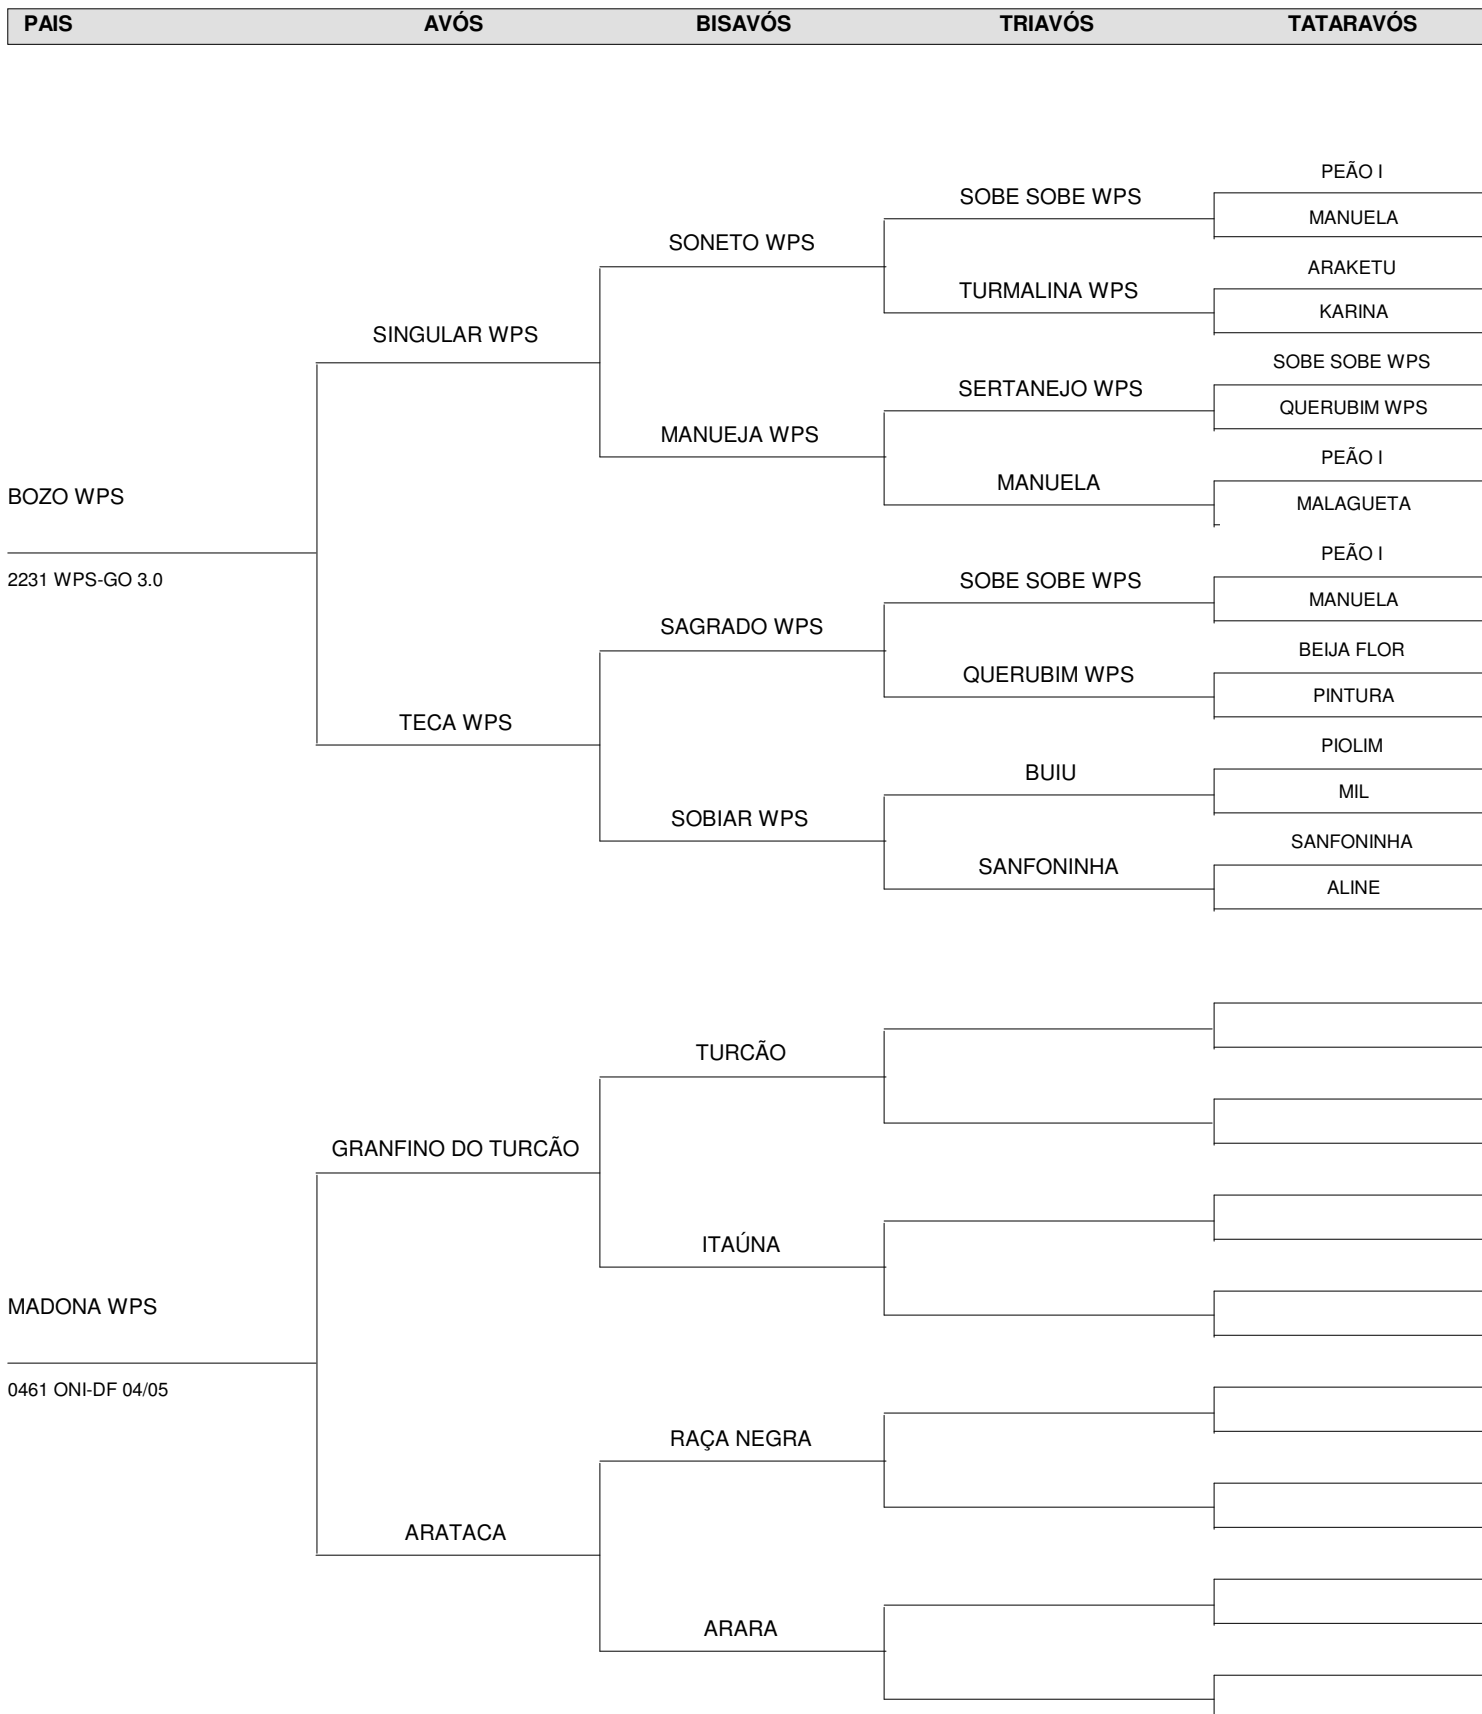 PAIS AVÓS BISAVÓS TRIAVÓS TATARAVÓS
PEÃO I
SOBE SOBE WPS
MANUELA
SONETO WPS
ARAKETU
TURMALINA WPS
KARINA
SINGULAR WPS
SOBE SOBE WPS
SERTANEJO WPS
QUERUBIM WPS
MANUEJA WPS
PEÃO I
MANUELA
BOZO WPS
MALAGUETA
PEÃO I
2231 WPS-GO 3.0
SOBE SOBE WPS
MANUELA
SAGRADO WPS
BEIJA FLOR
QUERUBIM WPS
PINTURA
TECA WPS
PIOLIM
BUIU
MIL
SOBIAR WPS
SANFONINHA
SANFONINHA
ALINE
TURCÃO
GRANFINO DO TURCÃO
ITAÚNA
MADONA WPS
0461 ONI-DF 04/05
RAÇA NEGRA
ARATACA
ARARA